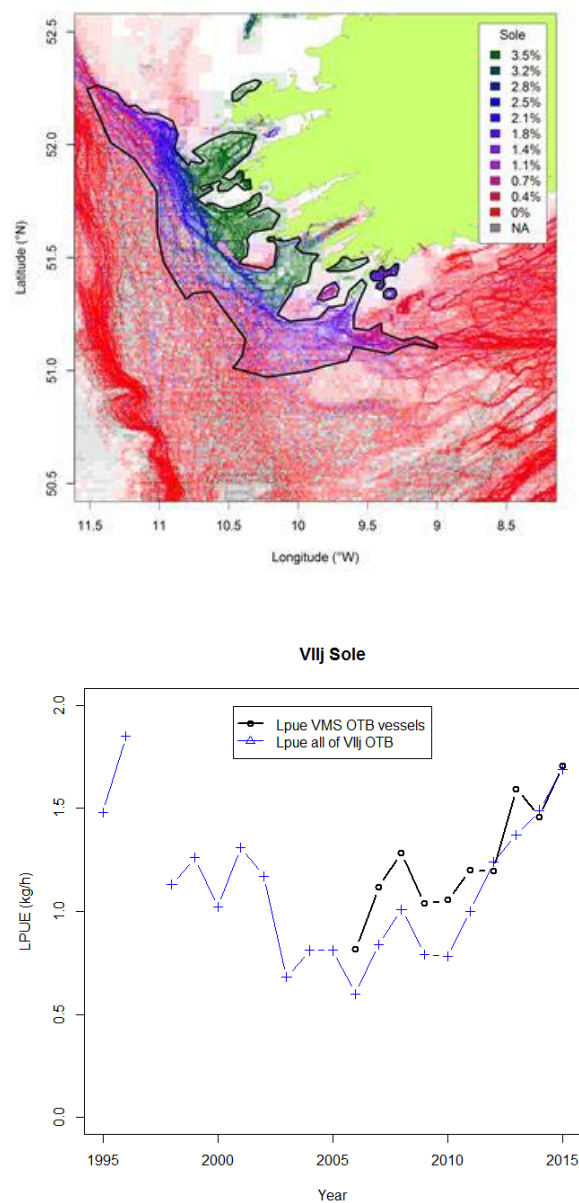 52.5
52.0
51.5
51.0
50.5
Latitude (°N)
Sole
3.5%
3.2%
2.8%
2.5%
2.1%
1.8%
1.4%
1.1%
0.7%
0.4%
0%
NA
11.5 11 10.5 10 9.5 9 8.5
Longitude (°W)
VIIj Sole
2.0
1.5
1.0
0.5
0.0
LPUE (kg/h)
Lpue VMS OTB vessels
Lpue all of VIIj OTB
1995 2000 2005 2010 2015
Year